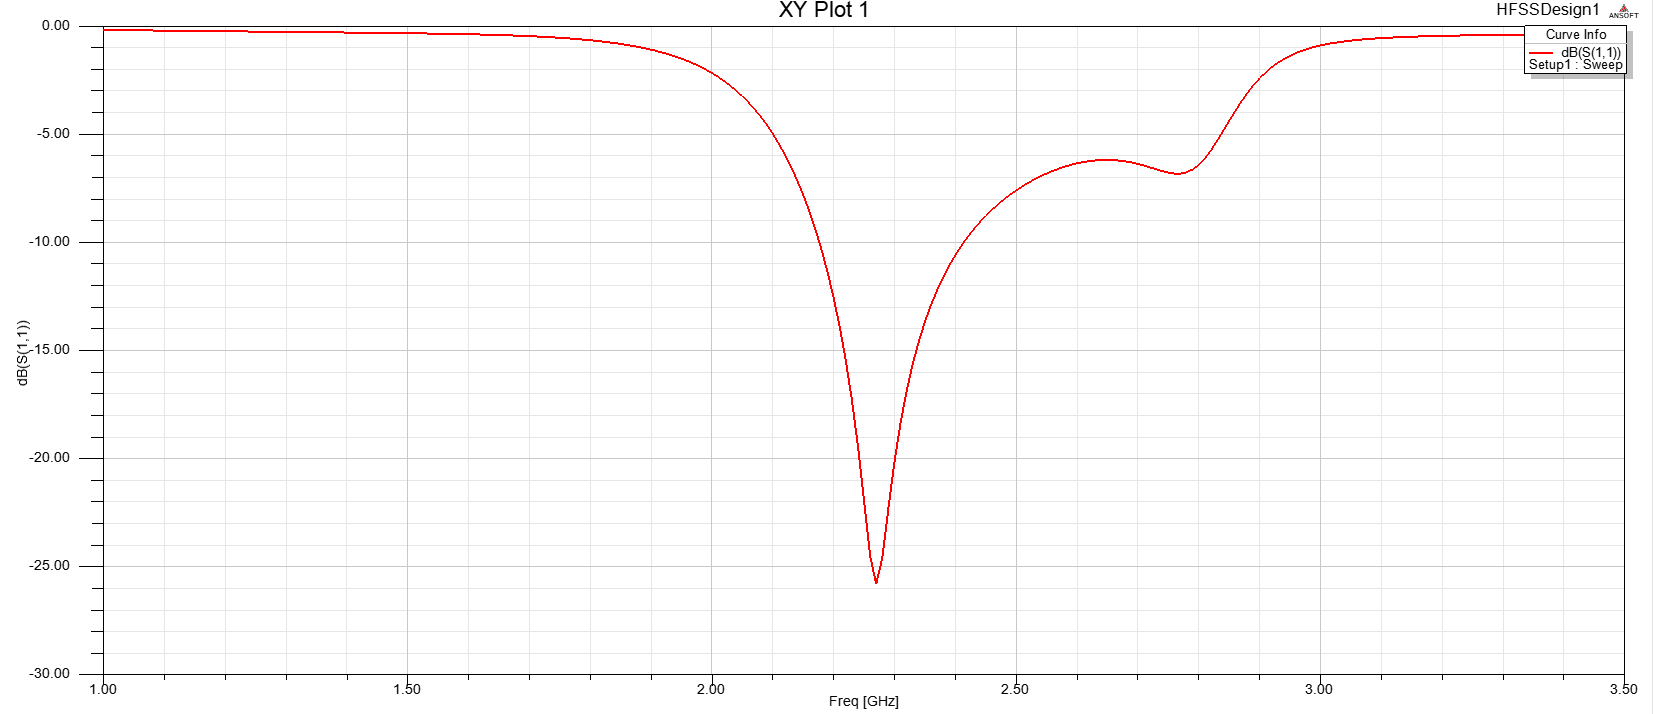 XY Plot 1
HFSSDesign1
ANSOFT
Curve Info
dB(S(1,1))
Setup1 : Sweep
0.00
-5.00
-10.00
-15.00
-20.00
-25.00
-30.00
dB(S(1,1))
1.00 1.50 2.00 2.50 3.00 3.50
Freq [GHz]